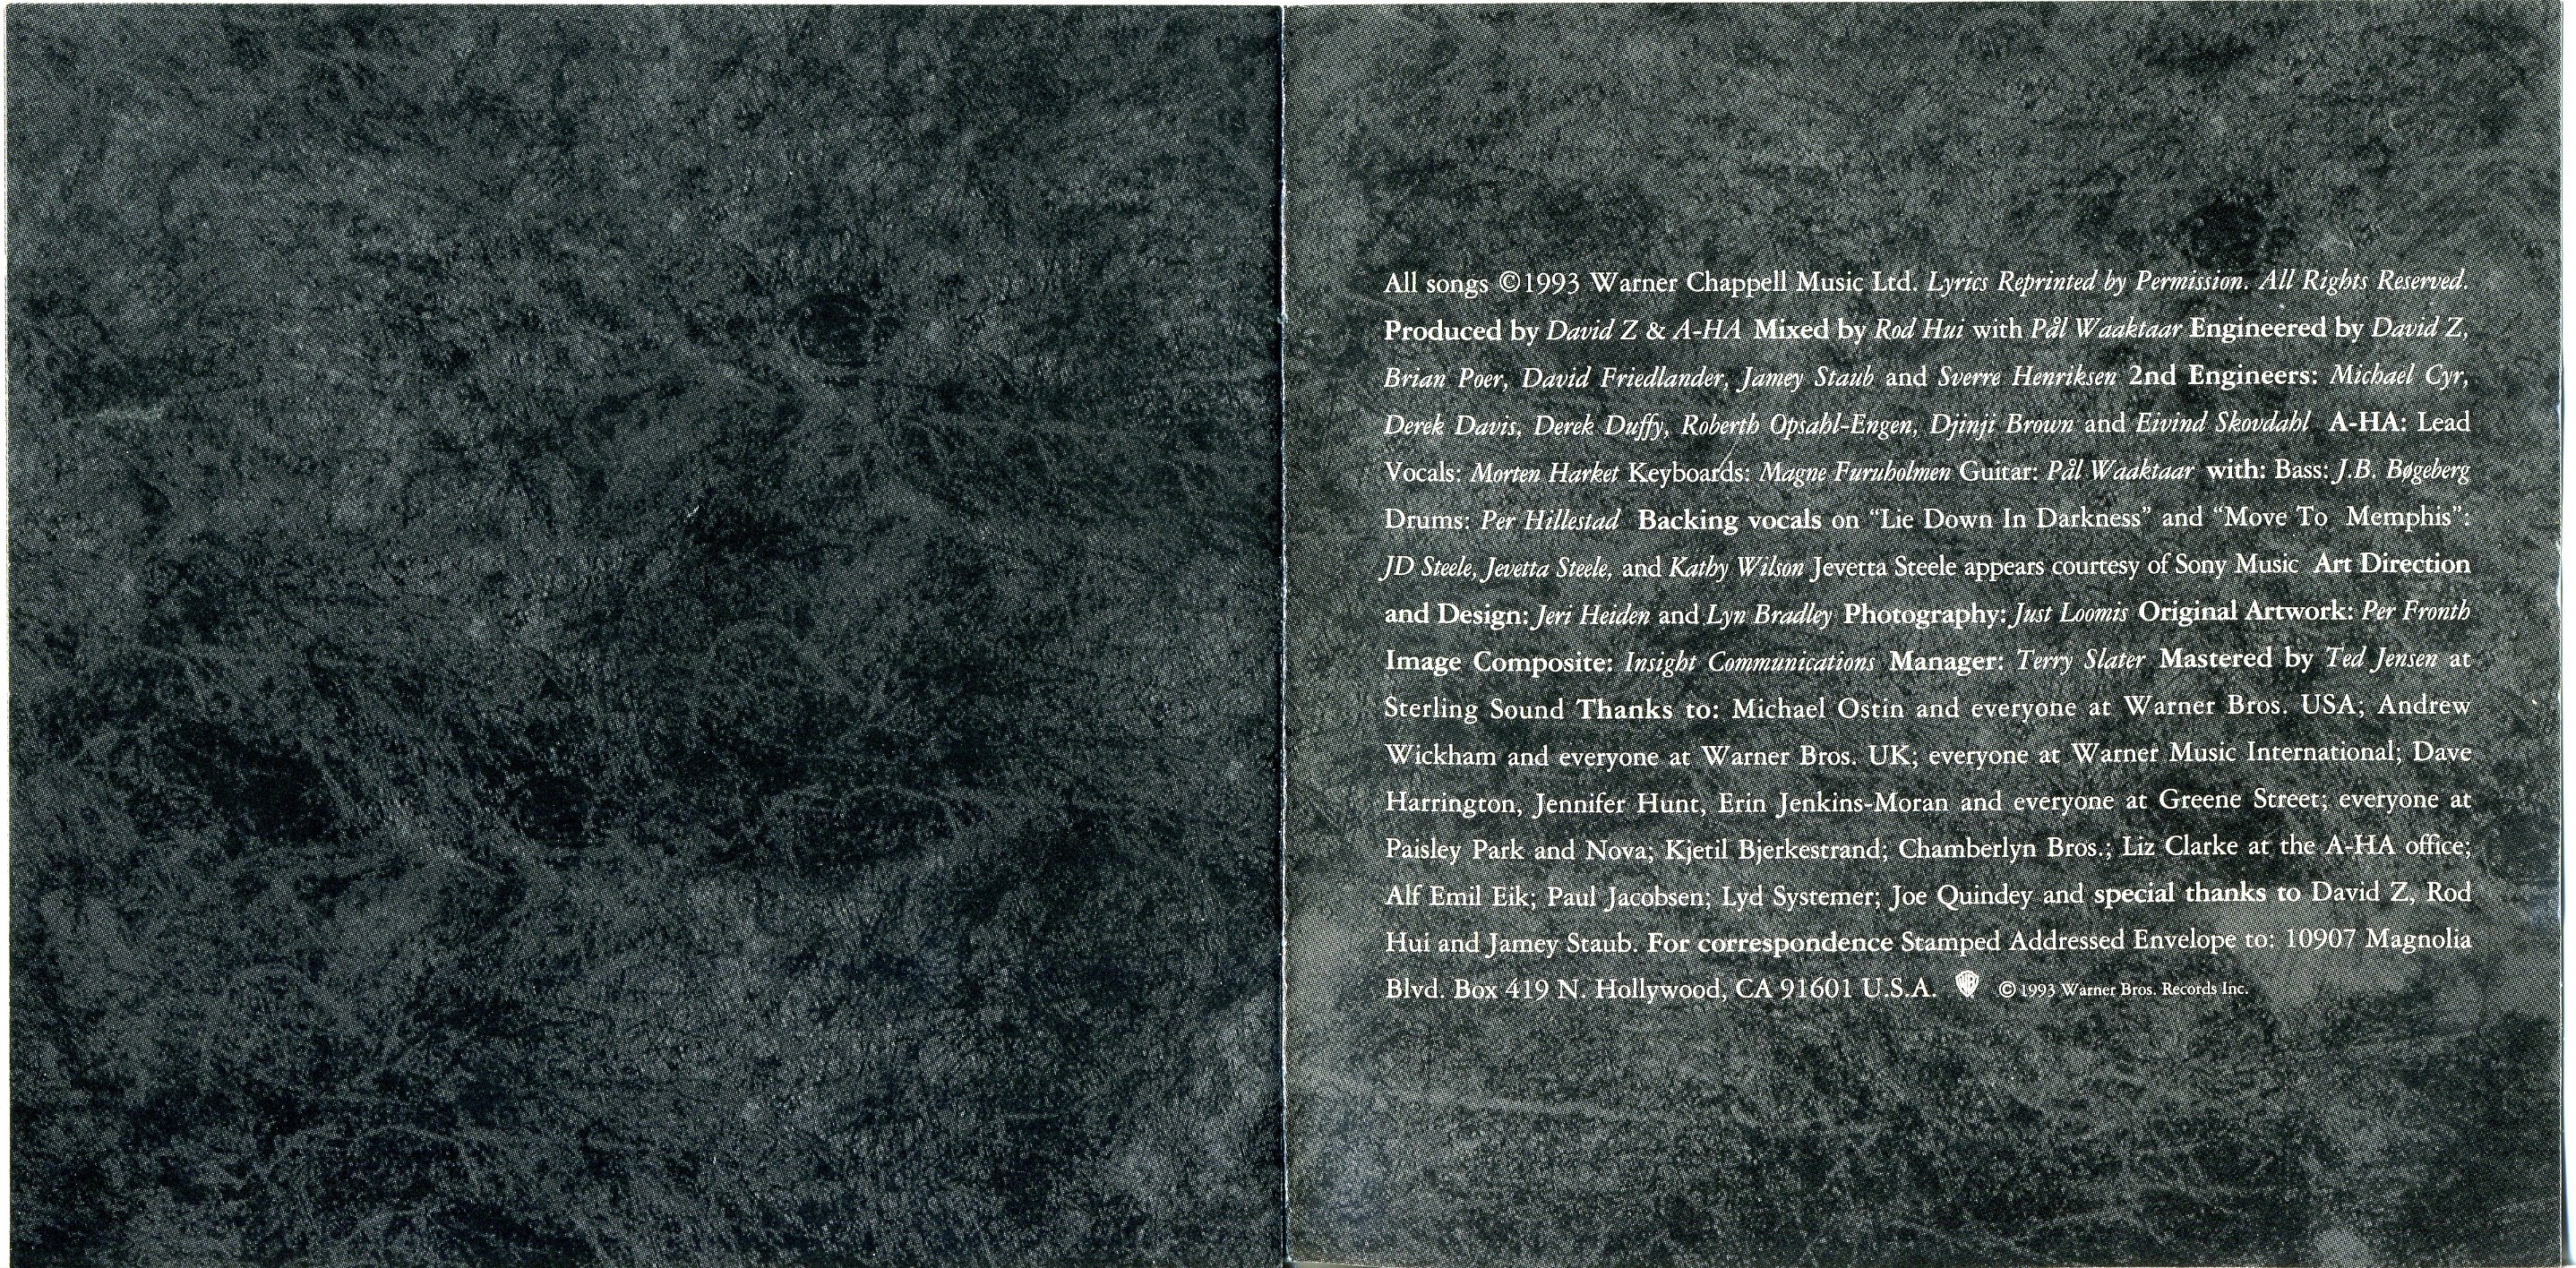 All songs ©1993 Warner Chappell Music Ltd. Lyrics Reprinted by Permission. All Rights Reserved.
Produced by David Z & A-HA Mixed by Rod Hui with Pål Waaktaar Engineered by David Z,
Brian Poer, David Friedlander, Jamey Staub and Sverre Henriksen 2nd Engineers: Michael Cyr,
Derek Davis, Derek Duffy, Roberth Opsahl-Engen, Djinji Brown and Eivind Skovdahl A-HA: Lead
Vocals: Morten Harket Keyboards: Magne Furuholmen Guitar: Pål Waaktaar with: Bass: J.B. Bøgeberg
Drums: Per Hillestad Backing vocals on “Lie Down In Darkness” and “Move To Memphis”:
JD Steele, Jevetta Steele, and Kathy Wilson Jevetta Steele appears courtesy of Sony Music Art Direction
and Design: Jeri Heiden and Lyn Bradley Photography: Just Loomis Original Artwork: Per Fronth
Image Composite: Insight Communications Manager: Terry Slater Mastered by Ted Jensen at
Sterling Sound Thanks to: Michael Ostin and everyone at Warner Bros. USA; Andrew
Wickham and everyone at Warner Bros. UK; everyone at Warner Music International; Dave
Harrington, Jennifer Hunt, Erin Jenkins-Moran and everyone at Greene Street; everyone at
Paisley Park and Nova; Kjetil Bjerkestrand; Chamberlyn Bros.; Liz Clarke at the A-HA office;
Alf Emil Eik; Paul Jacobsen; Lyd Systemer; Joe Quindey and special thanks to David Z, Rod
Hui and Jamey Staub. For correspondence Stamped Addressed Envelope to: 10907 Magnolia
Blvd. Box 419 N. Hollywood, CA 91601 U.S.A. WB © 1993 Warner Bros. Records Inc.